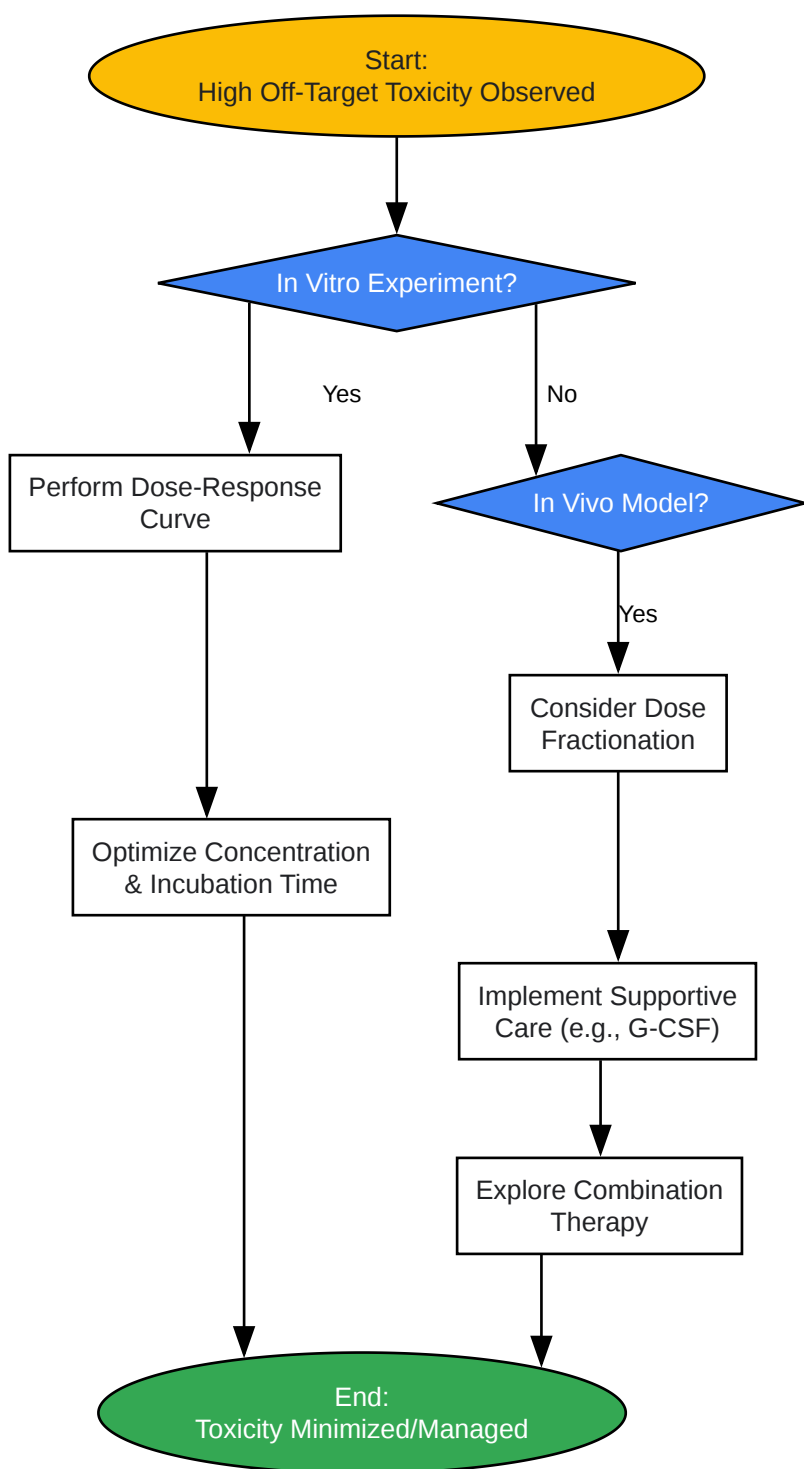 Start:
High Off-Target Toxicity Observed
In Vitro Experiment?
Yes
No
Perform Dose-Response
Curve
In Vivo Model?
Yes
Consider Dose
Fractionation
Optimize Concentration
& Incubation Time
Implement Supportive
Care (e.g., G-CSF)
Explore Combination
Therapy
End:
Toxicity Minimized/Managed